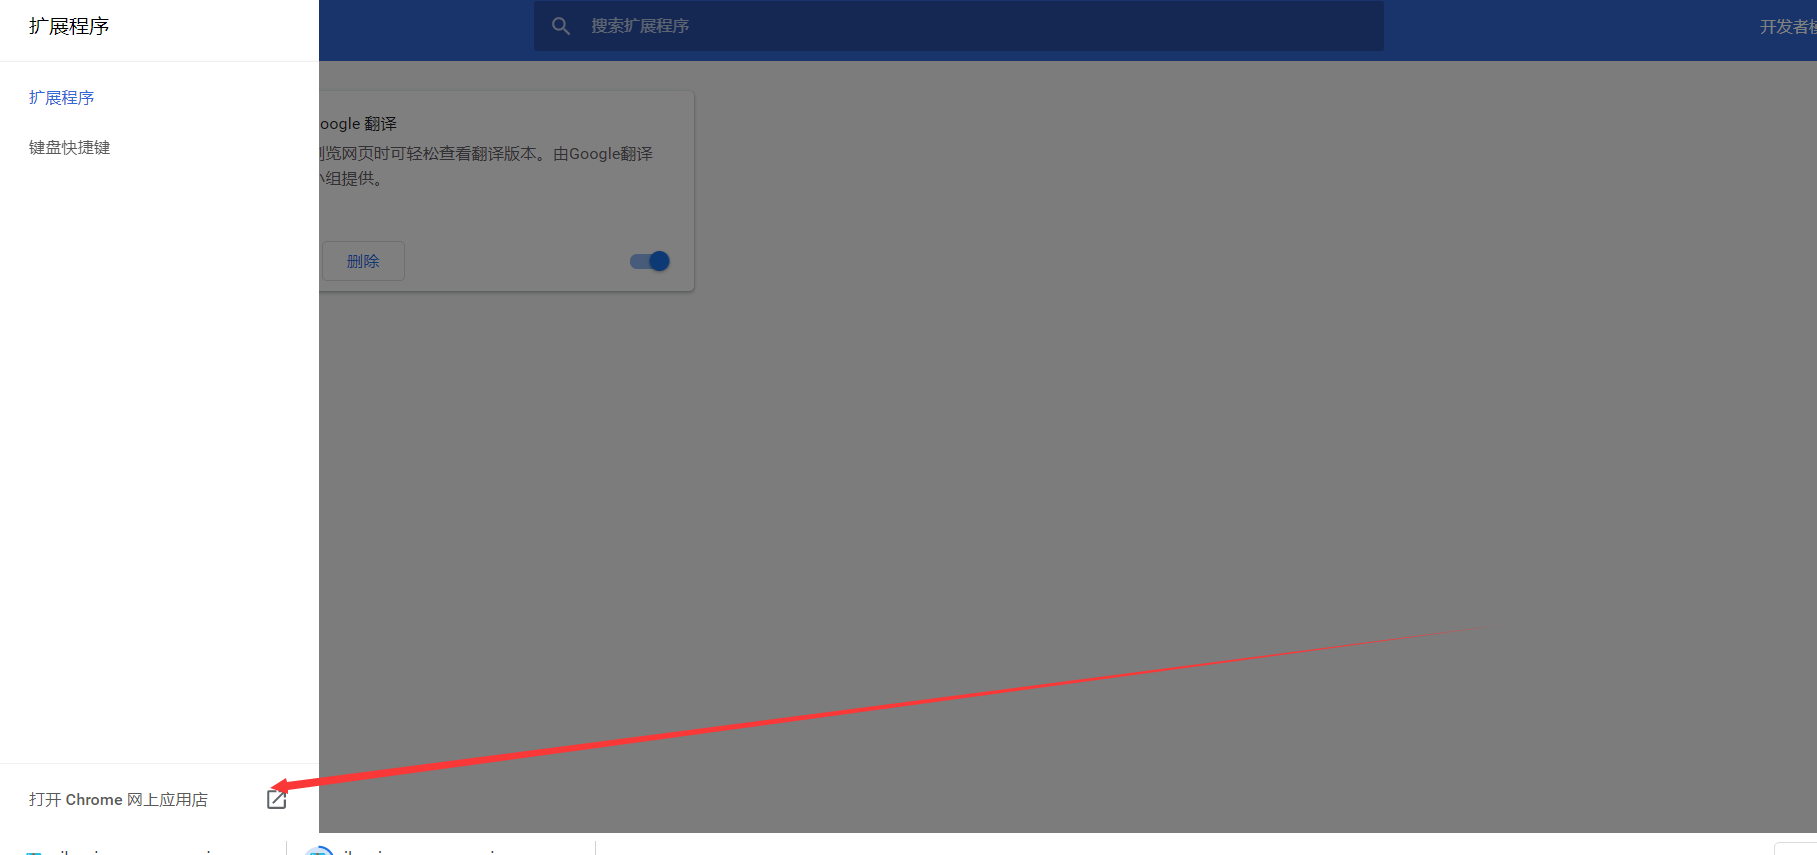 扩展程序
搜索扩展程序
开发者
扩展程序
键盘快捷键
oogle 翻译
览网页时可轻松查看翻译版本。由Google翻译
小组提供。
删除
打开 Chrome 网上应用店